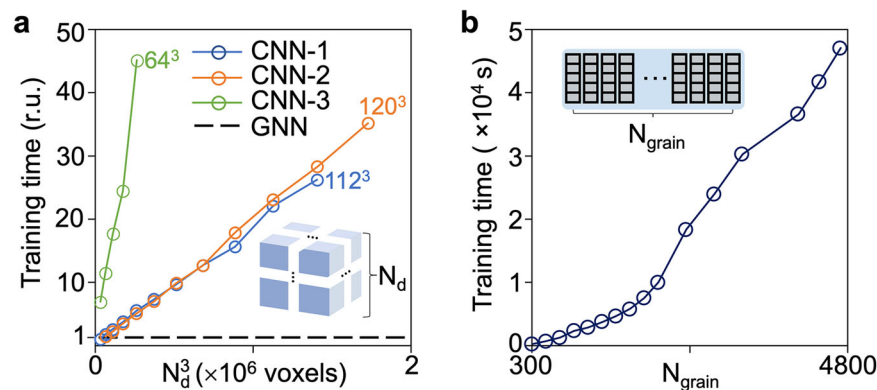 a
50
40
30
20
10
1
Training time (r.u.)
64³
CNN-1
CNN-2
CNN-3
GNN
120³
112³
N_d
0
2
N_d³ (×10⁶ voxels)
b
5
4
3
2
1
0
Training time ( ×10⁴ s)
...
N_grain
300
4800
N_grain